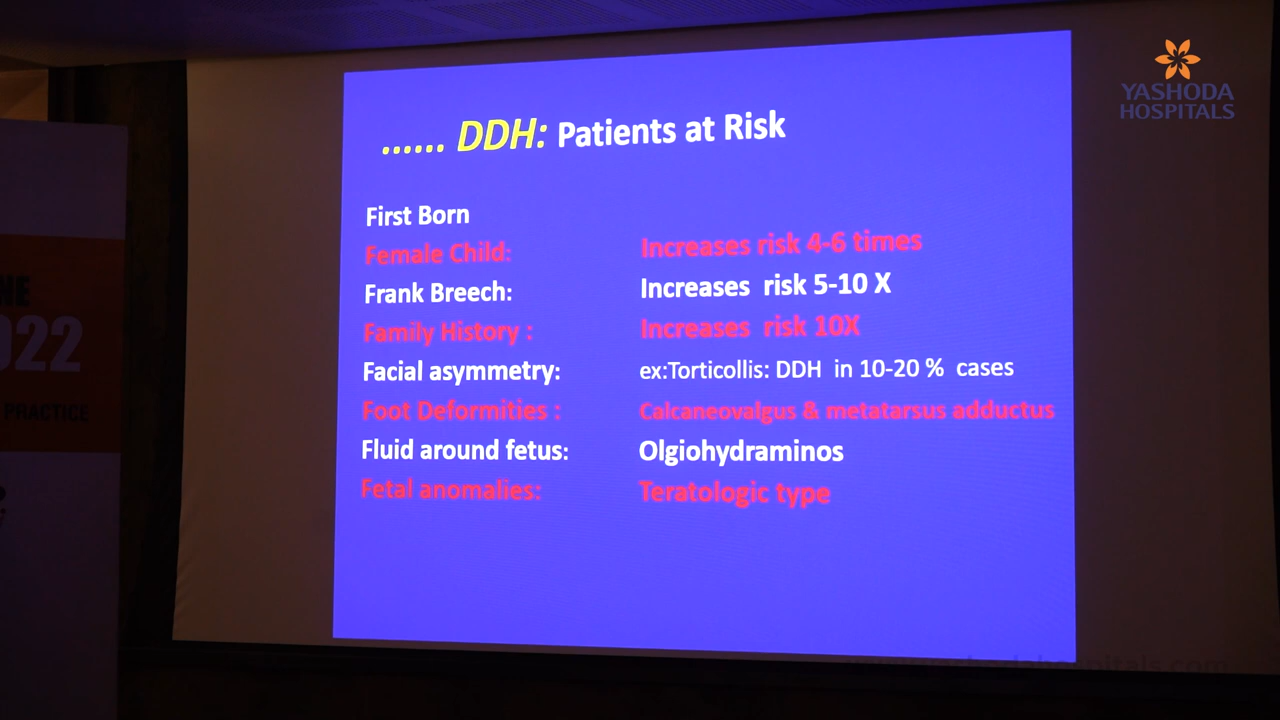 YASHODA
HOSPITALS
...... DDH: Patients at Risk
First Born
Female Child: Increases risk 4-6 times
Frank Breech: Increases risk 5-10 X
Family History : Increases risk 10X
Facial asymmetry: ex:Torticollis: DDH in 10-20 % cases
Foot Deformities : Calcaneovalgus & metatarsus adductus
Fluid around fetus: Olgiohydraminos
Fetal anomalies: Teratologic type
022
PRACTICE